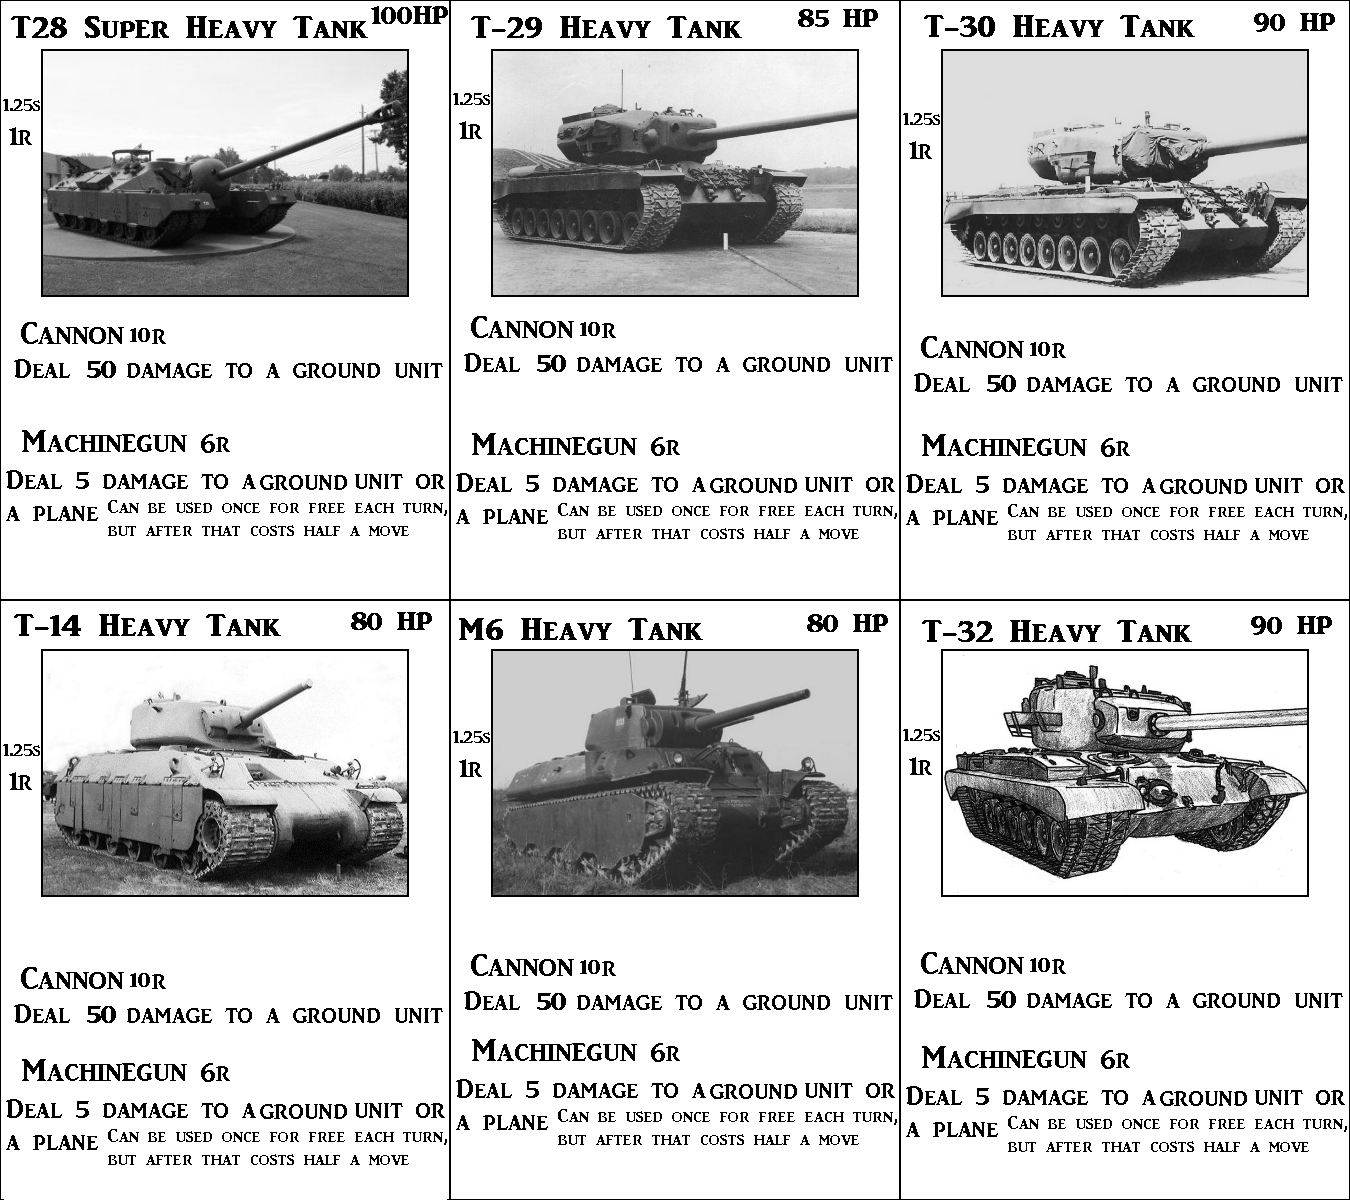 T28 Super Heavy Tank 100HP
1.25s
1R
Cannon 10R
Deal 50 damage to a ground unit
Machinegun 6R
Deal 5 damage to a ground unit or
a plane Can be used once for free each turn,
but after that costs half a move
T-29 Heavy Tank 85 HP
1.25s
1R
Cannon 10R
Deal 50 damage to a ground unit
Machinegun 6R
Deal 5 damage to a ground unit or
a plane Can be used once for free each turn,
but after that costs half a move
T-30 Heavy Tank 90 HP
1.25s
1R
Cannon 10R
Deal 50 damage to a ground unit
Machinegun 6R
Deal 5 damage to a ground unit or
a plane Can be used once for free each turn,
but after that costs half a move
T-14 Heavy Tank 80 HP
1.25s
1R
Cannon 10R
Deal 50 damage to a ground unit
Machinegun 6R
Deal 5 damage to a ground unit or
a plane Can be used once for free each turn,
but after that costs half a move
M6 Heavy Tank 80 HP
1.25s
1R
Cannon 10R
Deal 50 damage to a ground unit
Machinegun 6R
Deal 5 damage to a ground unit or
a plane Can be used once for free each turn,
but after that costs half a move
T-32 Heavy Tank 90 HP
1.25s
1R
Cannon 10R
Deal 50 damage to a ground unit
Machinegun 6R
Deal 5 damage to a ground unit or
a plane Can be used once for free each turn,
but after that costs half a move